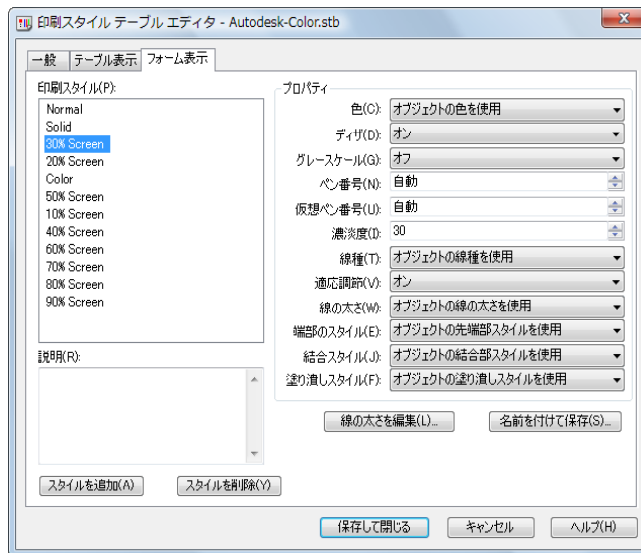 印刷スタイル テーブル エディタ - Autodesk-Color.stb
一般 テーブル表示 フォーム表示
印刷スタイル(P):
Normal
Solid
30% Screen
20% Screen
Color
50% Screen
10% Screen
40% Screen
60% Screen
70% Screen
80% Screen
90% Screen
説明(R):
スタイルを追加(A) スタイルを削除(Y)
プロパティ
色(C): オブジェクトの色を使用
ディザ(D): オン
グレースケール(G): オフ
ペン番号(N): 自動
仮想ペン番号(U): 自動
濃淡度(I): 30
線種(T): オブジェクトの線種を使用
適応調節(V): オン
線の太さ(W): オブジェクトの線の太さを使用
端部のスタイル(E): オブジェクトの先端部スタイルを使用
結合スタイル(J): オブジェクトの結合部スタイルを使用
塗り潰しスタイル(F): オブジェクトの塗り潰しスタイルを使用
線の太さを編集(L)... 名前を付けて保存(S)...
保存して閉じる キャンセル ヘルプ(H)